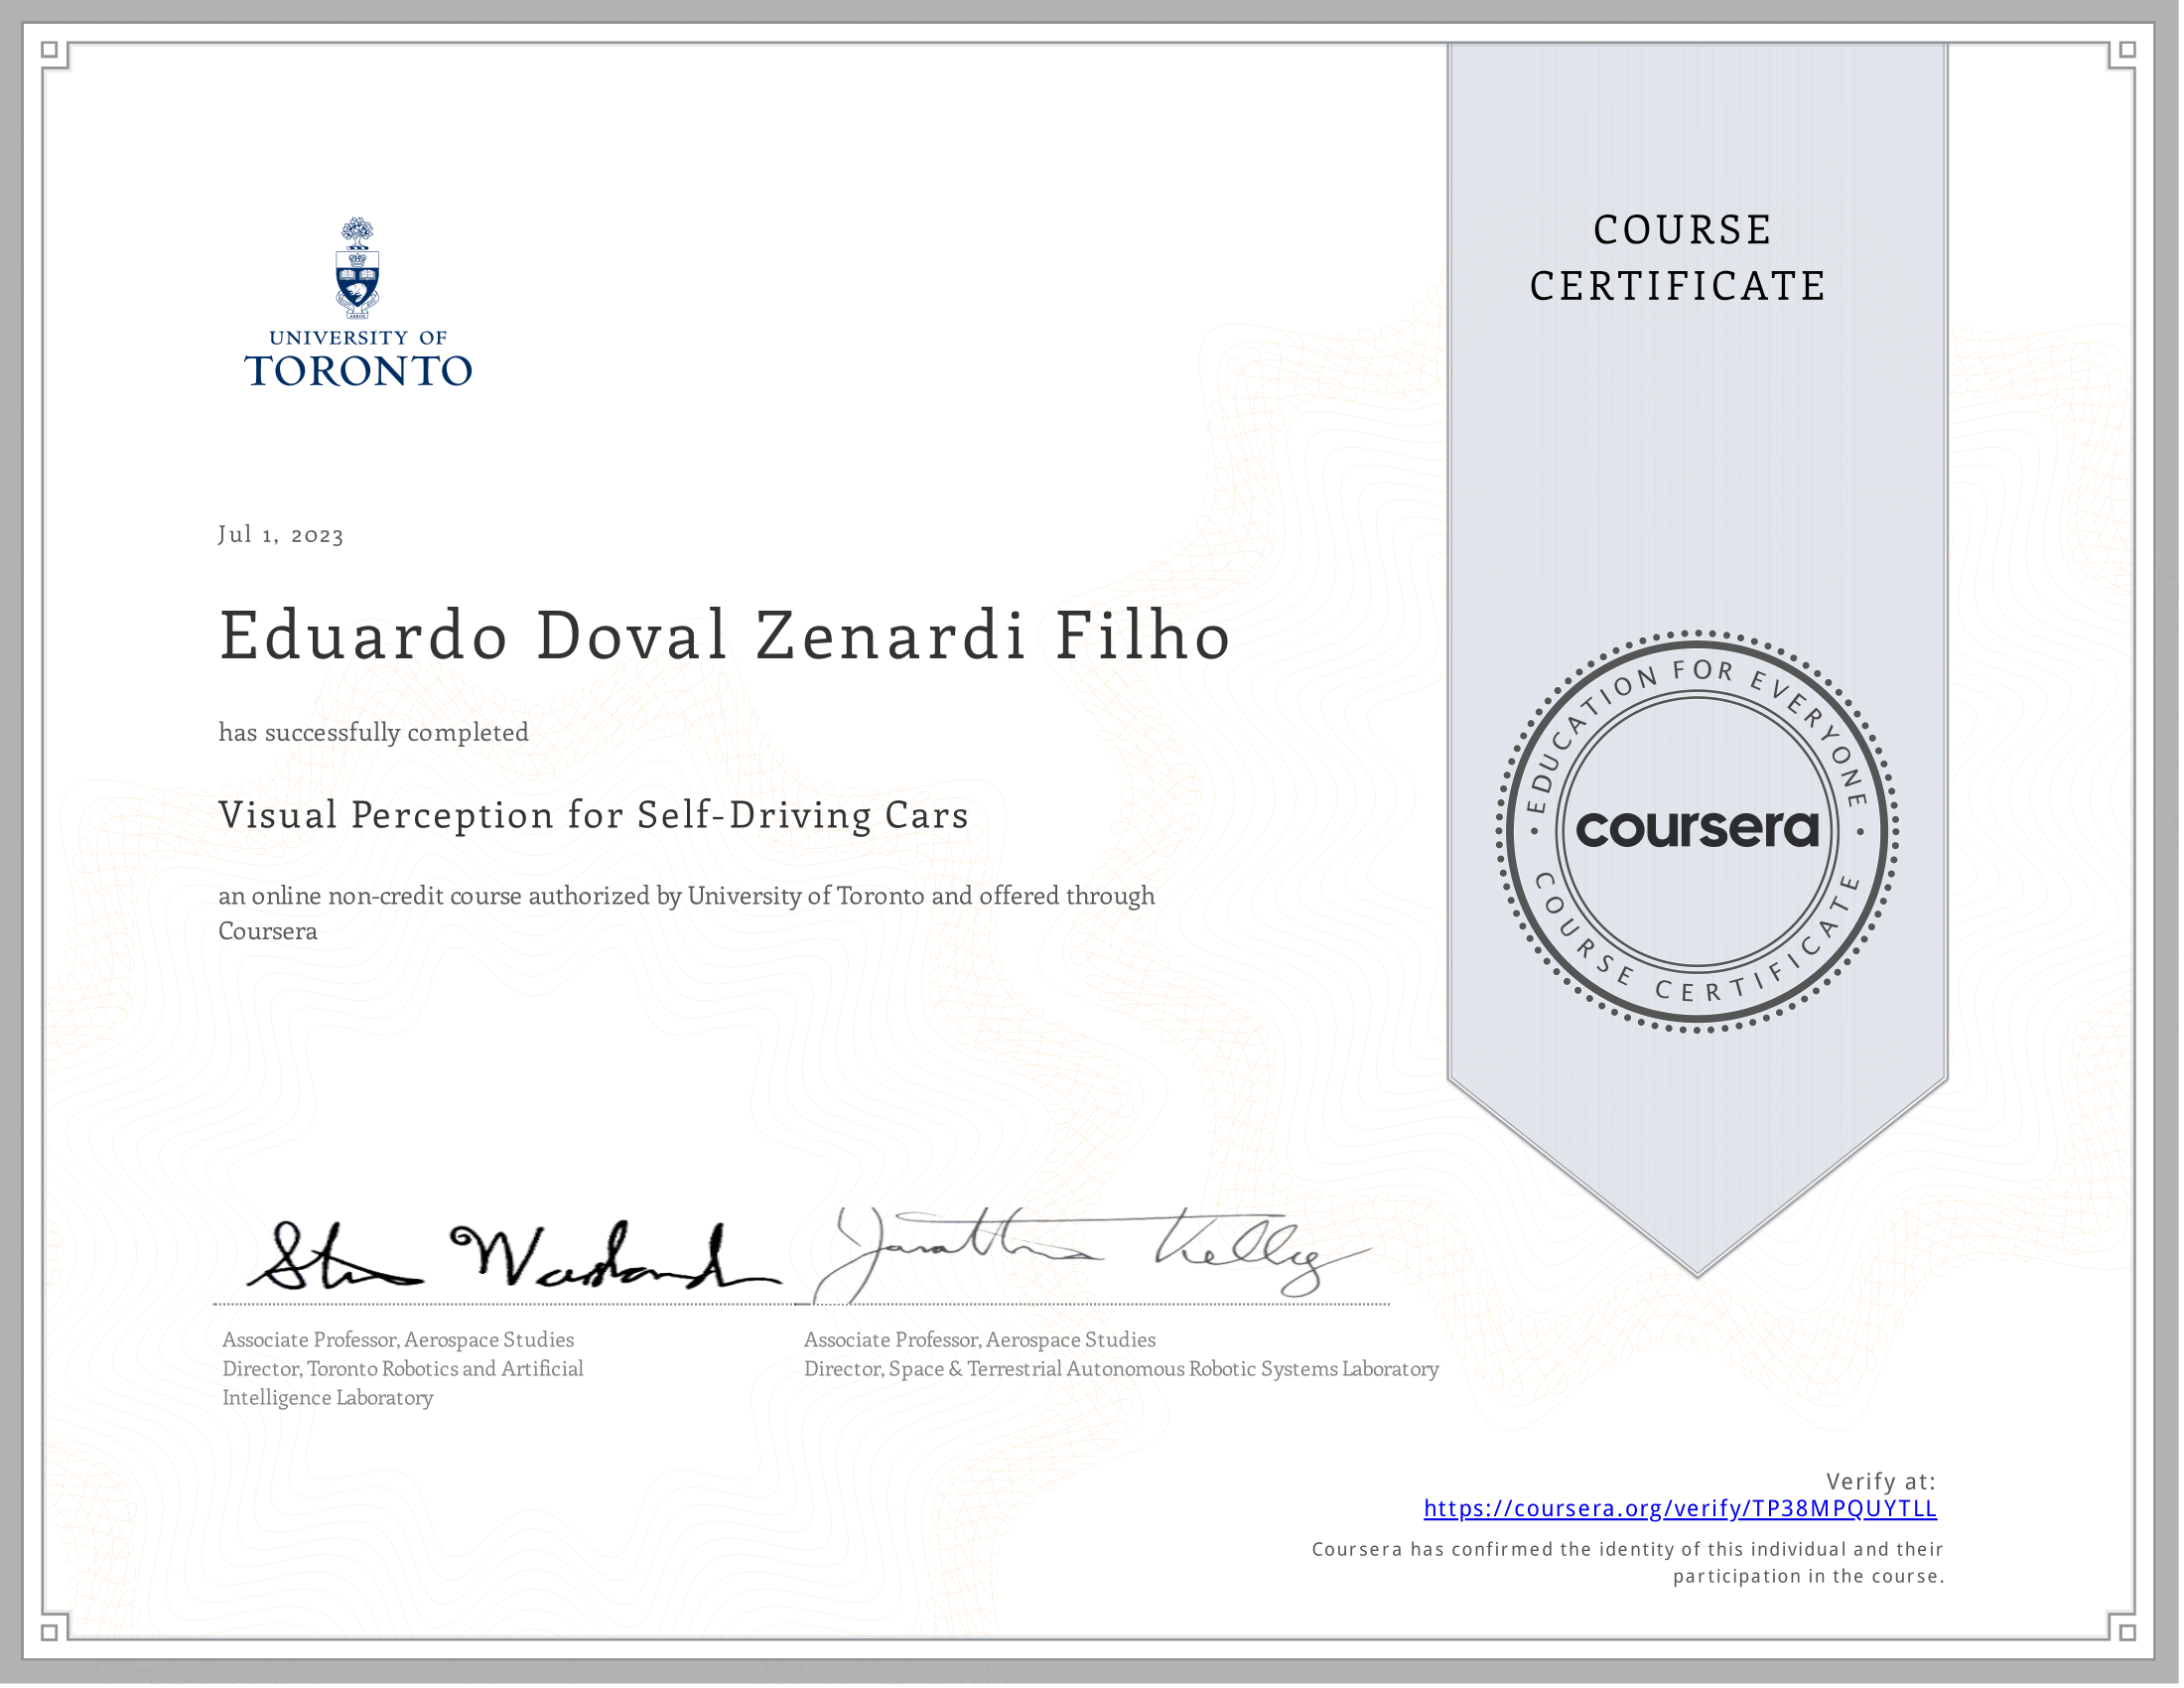 COURSE
CERTIFICATE
UNIVERSITY OF
TORONTO
Jul 1, 2023
Eduardo Doval Zenardi Filho
has successfully completed
Visual Perception for Self-Driving Cars
an online non-credit course authorized by University of Toronto and offered through
Coursera
EDUCATION FOR EVERYONE
coursera
COURSE CERTIFICATE
Associate Professor, Aerospace Studies
Director, Toronto Robotics and Artificial
Intelligence Laboratory
Jonathan Kelly
Associate Professor, Aerospace Studies
Director, Space & Terrestrial Autonomous Robotic Systems Laboratory
Verify at:
https://coursera.org/verify/TP38MPQUYTLL
Coursera has confirmed the identity of this individual and their
participation in the course.